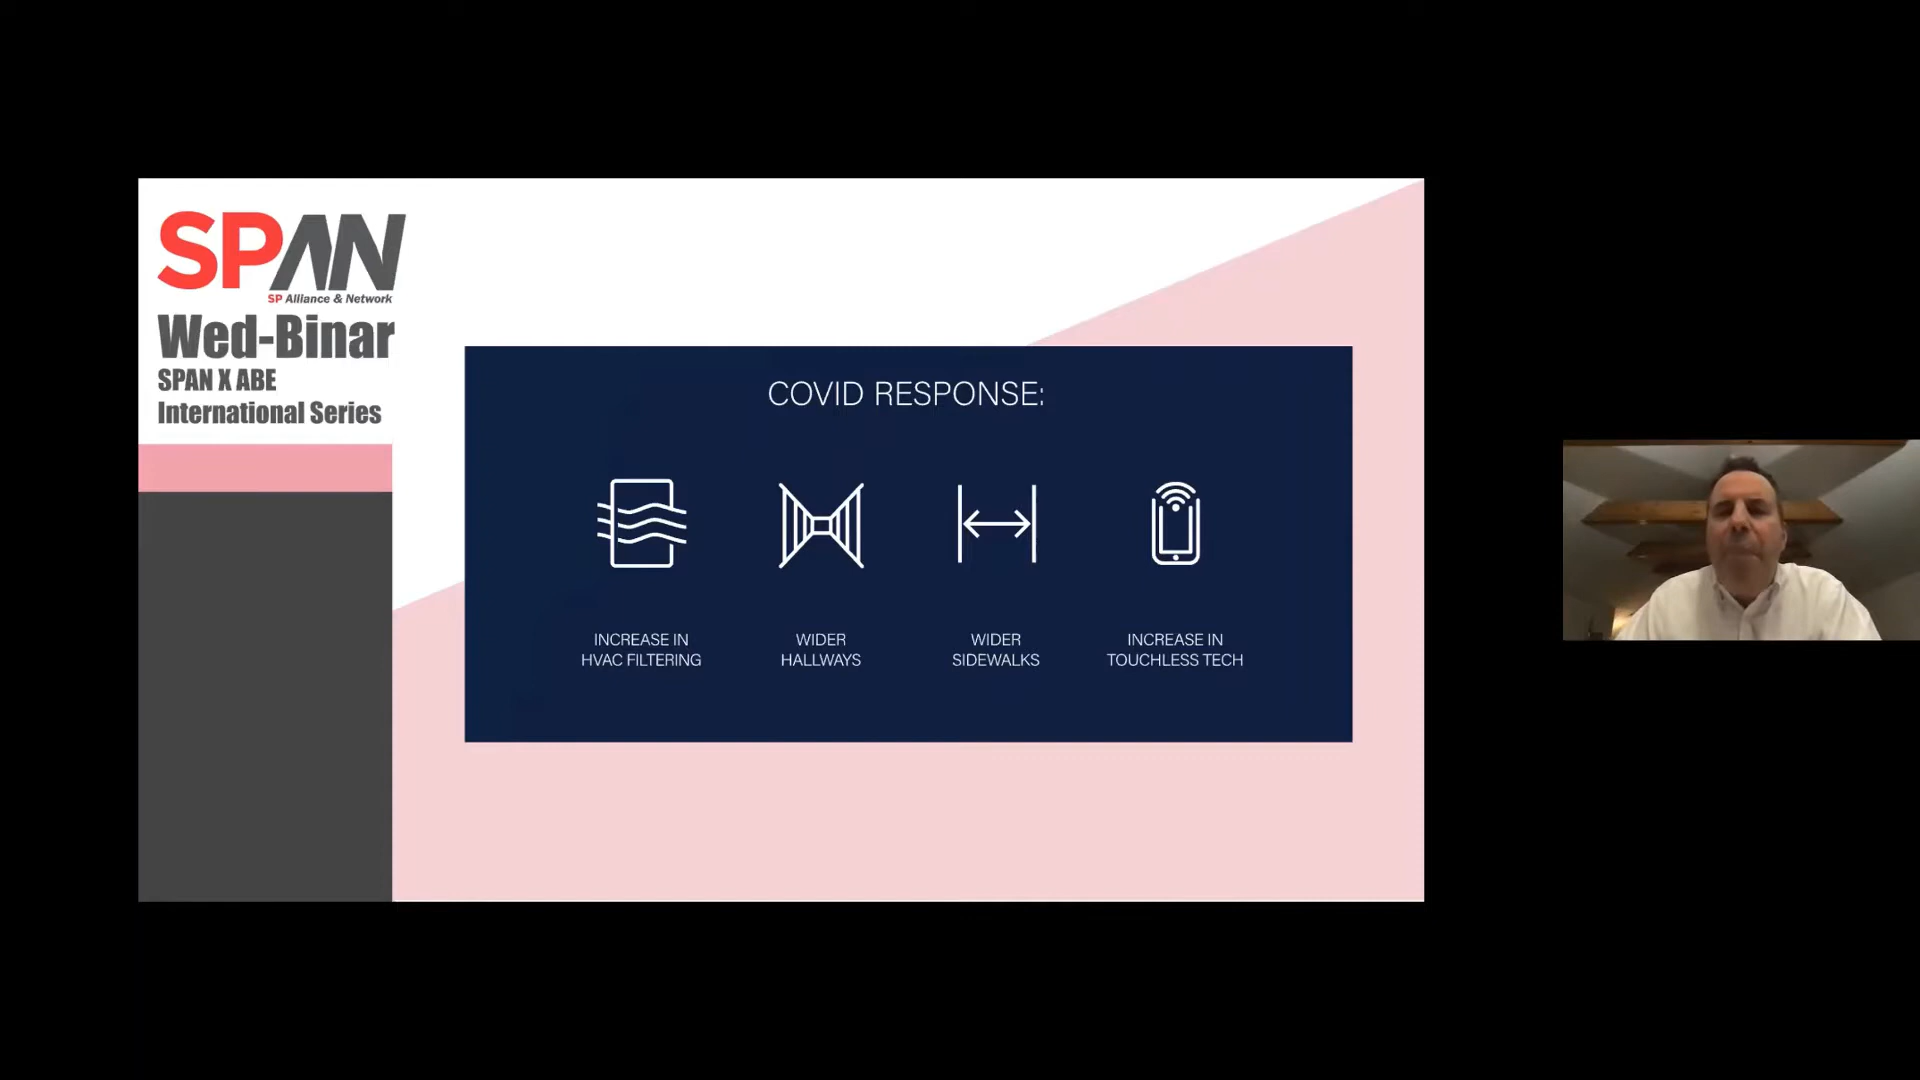 SPAN
SP Alliance & Network
Wed-Binar
SPAN X ABE
International Series
COVID RESPONSE:
INCREASE IN
HVAC FILTERING
WIDER
HALLWAYS
WIDER
SIDEWALKS
INCREASE IN
TOUCHLESS TECH